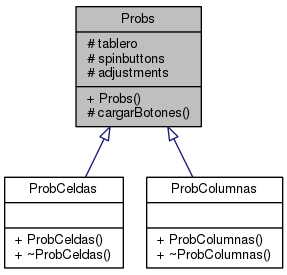 Probs
# tablero
# spinbuttons
# adjustments
+ Probs()
# cargarBotones()
ProbCeldas
+ ProbCeldas()
+ ~ProbCeldas()
ProbColumnas
+ ProbColumnas()
+ ~ProbColumnas()